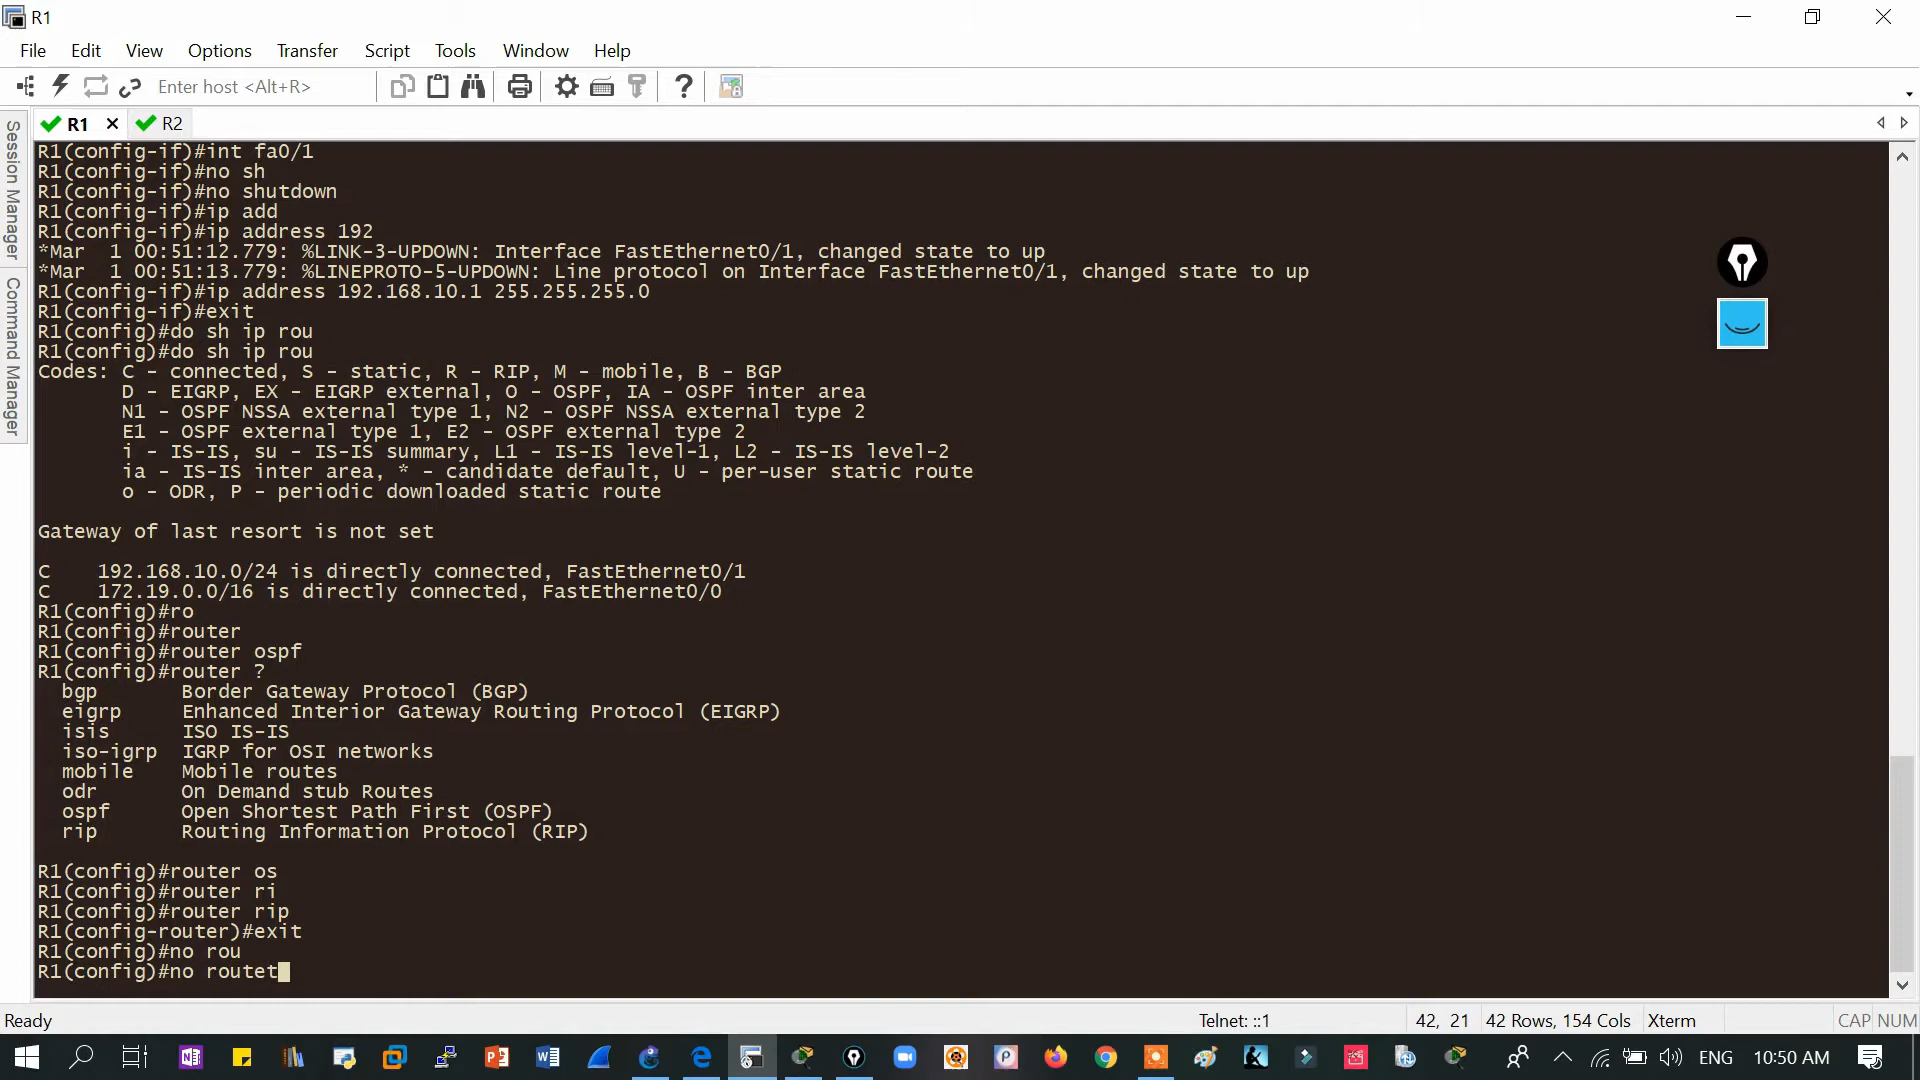 R1
File Edit View Options Transfer Script Tools Window Help
Enter host <Alt+R>
R1 R2
Session Manager
Command Manager
R1(config-if)#int fa0/1
R1(config-if)#no sh
R1(config-if)#no shutdown
R1(config-if)#ip add
R1(config-if)#ip address 192
*Mar  1 00:51:12.779: %LINK-3-UPDOWN: Interface FastEthernet0/1, changed state to up
*Mar  1 00:51:13.779: %LINEPROTO-5-UPDOWN: Line protocol on Interface FastEthernet0/1, changed state to up
R1(config-if)#ip address 192.168.10.1 255.255.255.0
R1(config-if)#exit
R1(config)#do sh ip rou
R1(config)#do sh ip rou
Codes: C - connected, S - static, R - RIP, M - mobile, B - BGP
       D - EIGRP, EX - EIGRP external, O - OSPF, IA - OSPF inter area
       N1 - OSPF NSSA external type 1, N2 - OSPF NSSA external type 2
       E1 - OSPF external type 1, E2 - OSPF external type 2
       i - IS-IS, su - IS-IS summary, L1 - IS-IS level-1, L2 - IS-IS level-2
       ia - IS-IS inter area, * - candidate default, U - per-user static route
       o - ODR, P - periodic downloaded static route
Gateway of last resort is not set
C    192.168.10.0/24 is directly connected, FastEthernet0/1
C    172.19.0.0/16 is directly connected, FastEthernet0/0
R1(config)#ro
R1(config)#router
R1(config)#router ospf
R1(config)#router ?
  bgp       Border Gateway Protocol (BGP)
  eigrp     Enhanced Interior Gateway Routing Protocol (EIGRP)
  isis      ISO IS-IS
  iso-igrp  IGRP for OSI networks
  mobile    Mobile routes
  odr       On Demand stub Routes
  ospf      Open Shortest Path First (OSPF)
  rip       Routing Information Protocol (RIP)
R1(config)#router os
R1(config)#router ri
R1(config)#router rip
R1(config-router)#exit
R1(config)#no rou
R1(config)#no routet
Ready Telnet: ::1 42, 21 42 Rows, 154 Cols Xterm CAP NUM
ENG 10:50 AM